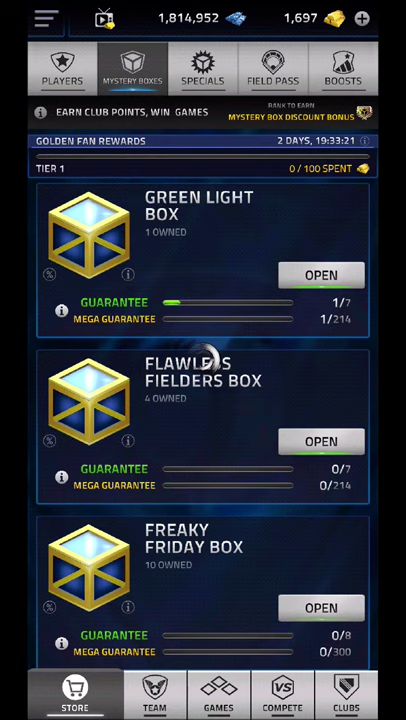 1,814,952
1,697
PLAYERS
MYSTERY BOXES
SPECIALS
FIELD PASS
BOOSTS
EARN CLUB POINTS, WIN GAMES
RANK TO EARN
MYSTERY BOX DISCOUNT BONUS
GOLDEN FAN REWARDS
2 DAYS, 19:33:21
TIER 1
0 / 100 SPENT
GREEN LIGHT
BOX
1 OWNED
OPEN
GUARANTEE
1/7
MEGA GUARANTEE
1/214
FLAWLESS
FIELDERS BOX
4 OWNED
OPEN
GUARANTEE
0/7
MEGA GUARANTEE
0/214
FREAKY
FRIDAY BOX
10 OWNED
OPEN
GUARANTEE
0/8
MEGA GUARANTEE
0/300
STORE
TEAM
GAMES
VS
COMPETE
CLUBS